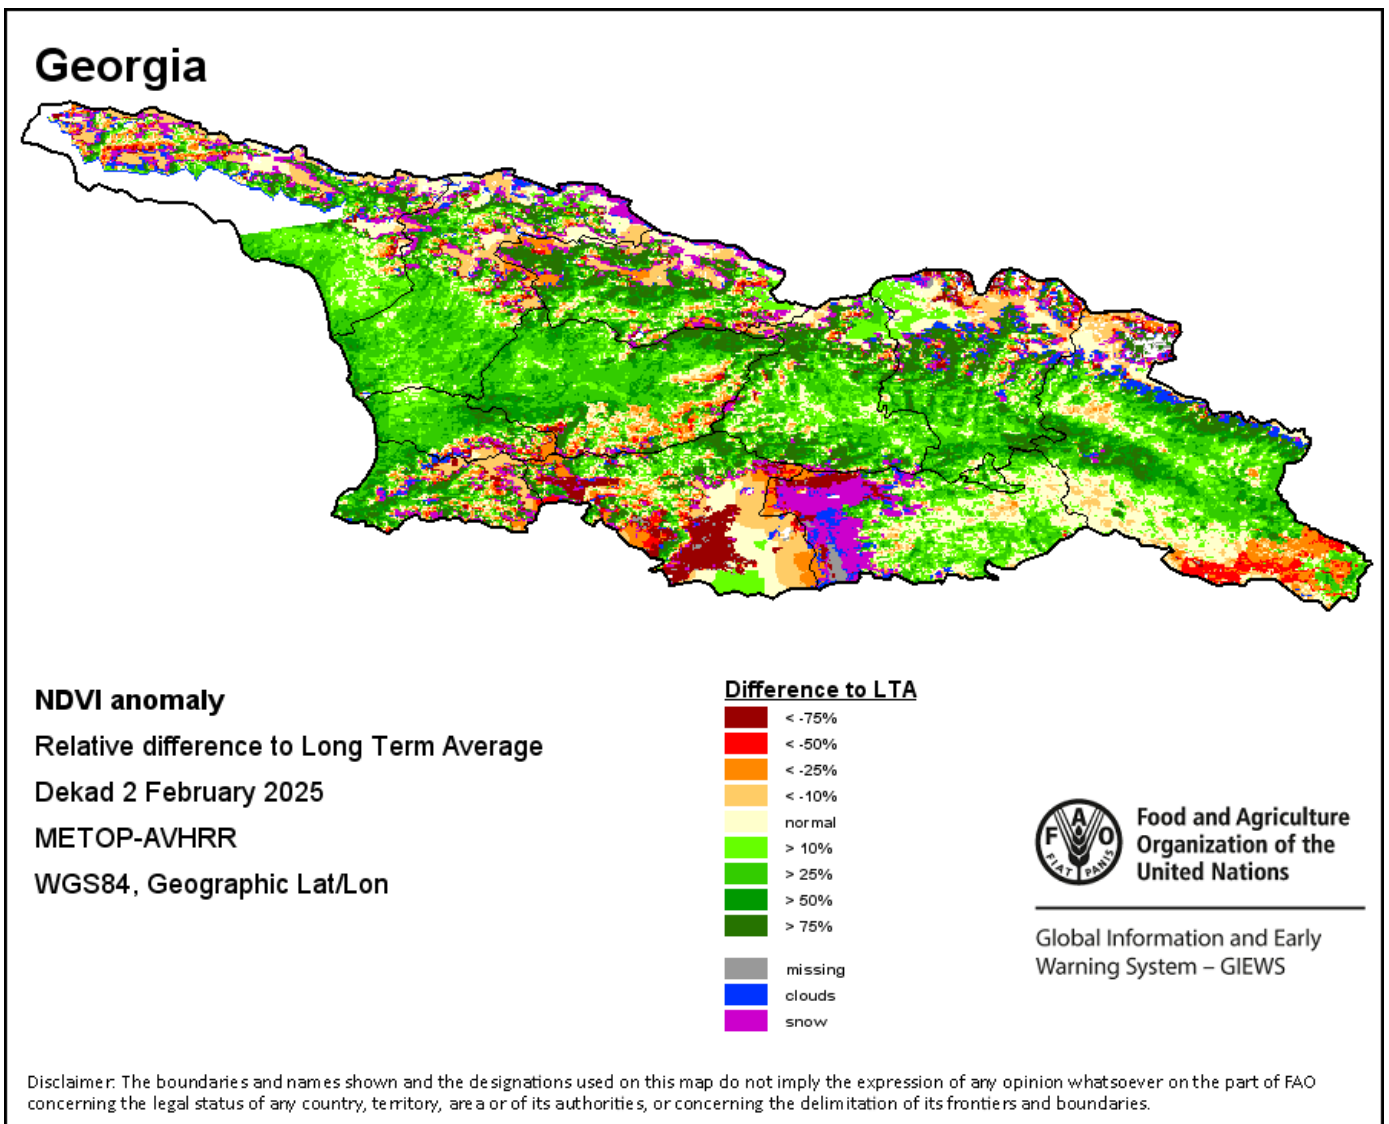 Georgia
NDVI anomaly
Relative difference to Long Term Average
Dekad 2 February 2025
METOP-AVHRR
WGS84, Geographic Lat/Lon
Difference to LTA
< -75%
< -50%
< -25%
< -10%
normal
> 10%
> 25%
> 50%
> 75%
missing
clouds
snow
F A O
FIAT PANIS
Food and Agriculture
Organization of the
United Nations
Global Information and Early
Warning System – GIEWS
Disclaimer: The boundaries and names shown and the designations used on this map do not imply the expression of any opinion whatsoever on the part of FAO
concerning the legal status of any country, territory, area or of its authorities, or concerning the delimitation of its frontiers and boundaries.